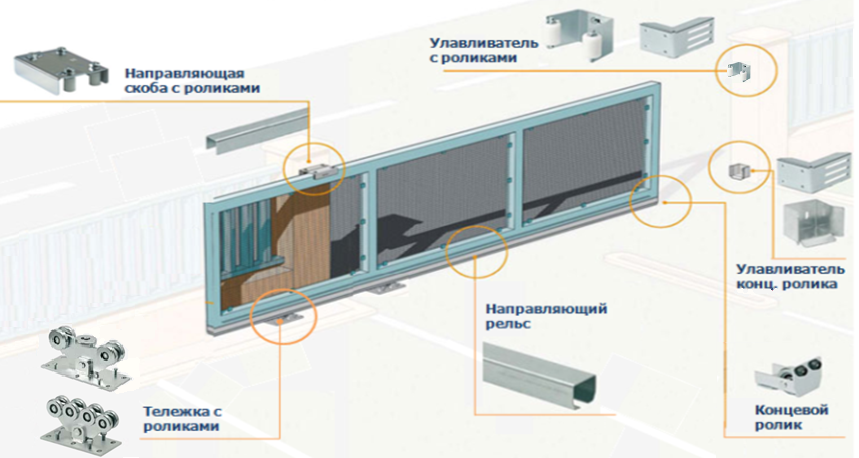 Направляющая
скоба с роликами
Улавливатель
с роликами
Улавливатель
конц. ролика
Направляющий
рельс
Тележка с
роликами
Концевой
ролик